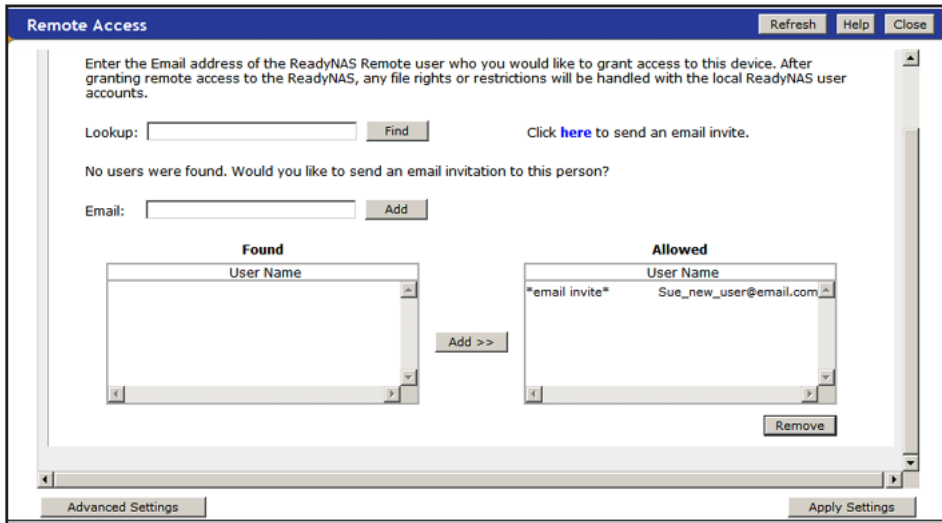 Remote Access Refresh Help Close
Enter the Email address of the ReadyNAS Remote user who you would like to grant access to this device. After
granting remote access to the ReadyNAS, any file rights or restrictions will be handled with the local ReadyNAS user
accounts.
Lookup: Find Click here to send an email invite.
No users were found. Would you like to send an email invitation to this person?
Email: Add
Found Allowed
User Name User Name
*email invite* Sue_new_user@email.com
Add >>
Remove
Advanced Settings Apply Settings